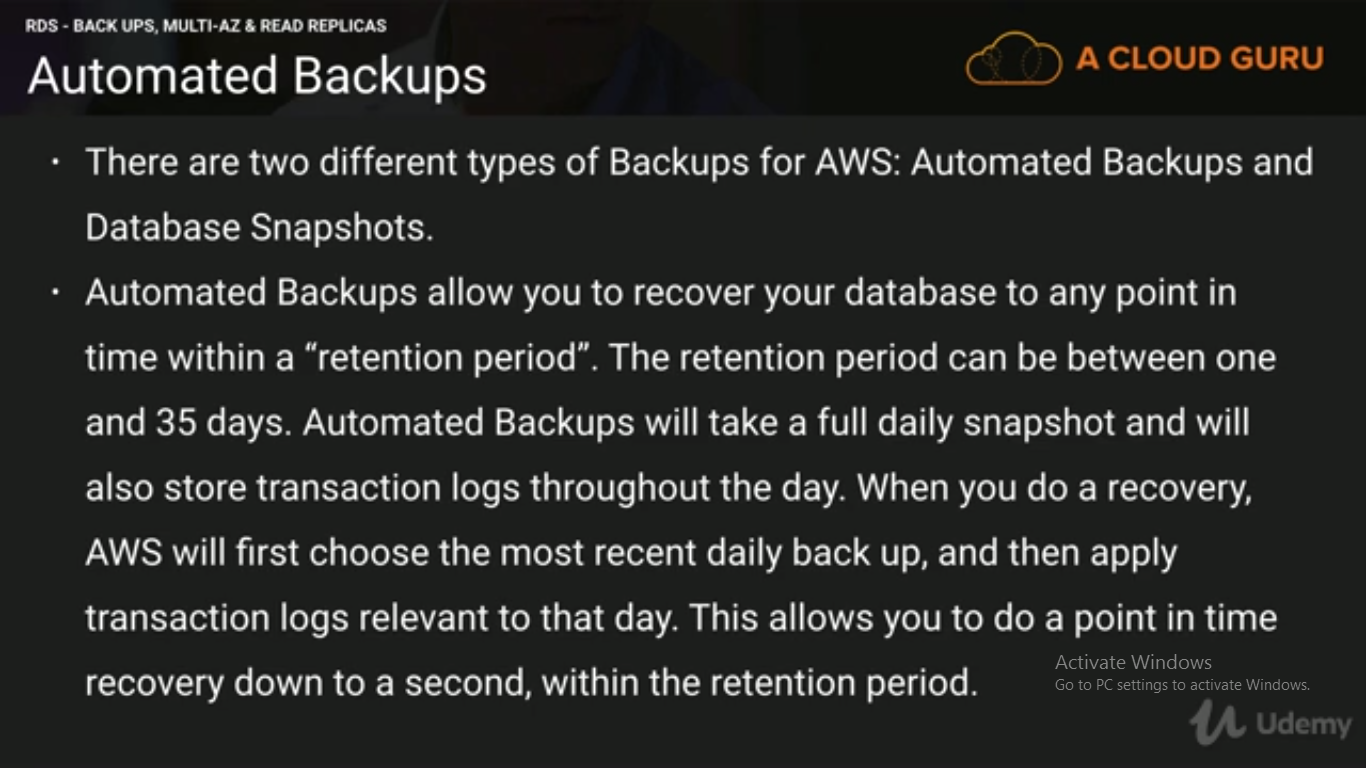 RDS - BACK UPS, MULTI-AZ & READ REPLICAS
Automated Backups
A CLOUD GURU
· There are two different types of Backups for AWS: Automated Backups and
Database Snapshots.
· Automated Backups allow you to recover your database to any point in
time within a “retention period”. The retention period can be between one
and 35 days. Automated Backups will take a full daily snapshot and will
also store transaction logs throughout the day. When you do a recovery,
AWS will first choose the most recent daily back up, and then apply
transaction logs relevant to that day. This allows you to do a point in time
recovery down to a second, within the retention period.
Activate Windows
Go to PC settings to activate Windows.
Udemy